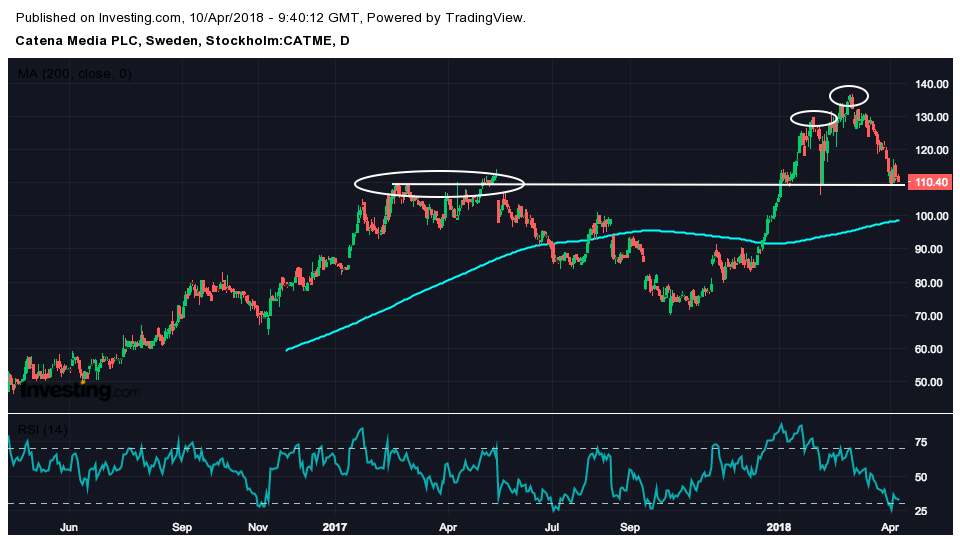 Published on Investing.com, 10/Apr/2018 - 9:40:12 GMT, Powered by TradingView.
Catena Media PLC, Sweden, Stockholm:CATME, D
MA (200, close, 0)
140.00
130.00
120.00
110.40
100.00
90.00
80.00
70.00
60.00
50.00
Investing.com
RSI (14)
75
50
25
Jun Sep Nov 2017 Apr Jul Sep 2018 Apr